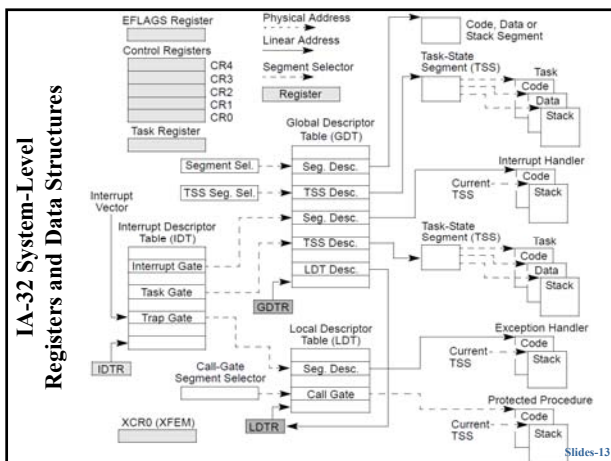 IA-32 System-Level
Registers and Data Structures
EFLAGS Register
Control Registers
CR4
CR3
CR2
CR1
CR0
Task Register
Physical Address
Linear Address
Segment Selector
Register
Code, Data or
Stack Segment
Task-State
Segment (TSS)
Task
Code
Data
Stack
Global Descriptor
Table (GDT)
Segment Sel.
Seg. Desc.
TSS Seg. Sel.
TSS Desc.
Interrupt Handler
Code
Current
TSS
Stack
Interrupt
Vector
Seg. Desc.
Interrupt Descriptor
Table (IDT)
TSS Desc.
Task-State
Segment (TSS)
Task
Code
Data
Stack
Interrupt Gate
LDT Desc.
Task Gate
GDTR
Trap Gate
Local Descriptor
Table (LDT)
Exception Handler
Code
Current
TSS
Stack
IDTR
Call-Gate
Segment Selector
Seg. Desc.
Call Gate
Protected Procedure
Code
Current
TSS
Stack
XCR0 (XFEM)
LDTR
Slides-13